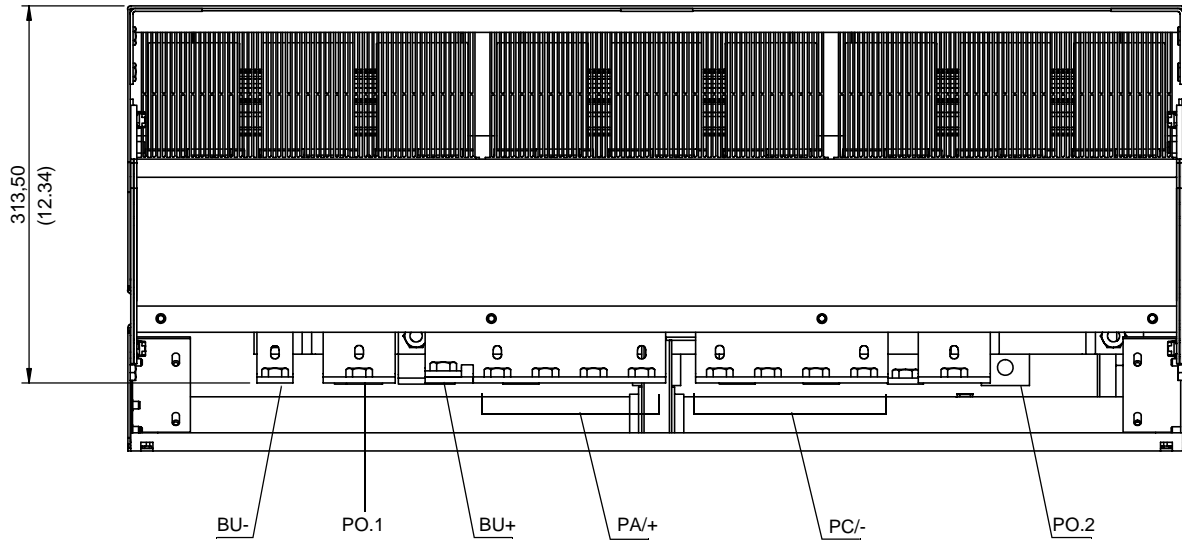 313,50
(12.34)
BU-
PO.1
BU+
PA/+
PC/-
PO.2